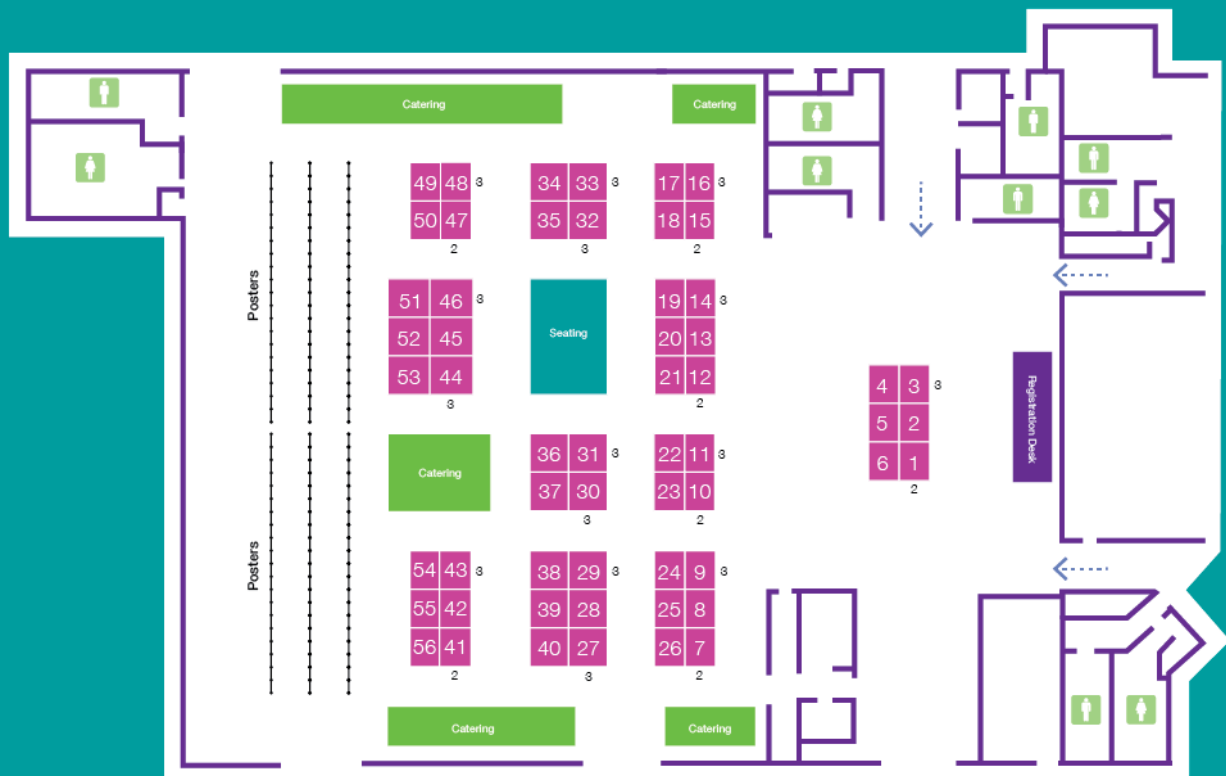 Catering
Catering
49 48 3
50 47
2
34 33 3
35 32
3
17 16 3
18 15
2
Posters
51 46 3
52 45
53 44
3
Seating
19 14 3
20 13
21 12
2
4 3 3
5 2
6 1
2
Registration Desk
Catering
36 31 3
37 30
3
22 11 3
23 10
2
Posters
54 43 3
55 42
56 41
2
38 29 3
39 28
40 27
3
24 9 3
25 8
26 7
2
Catering
Catering